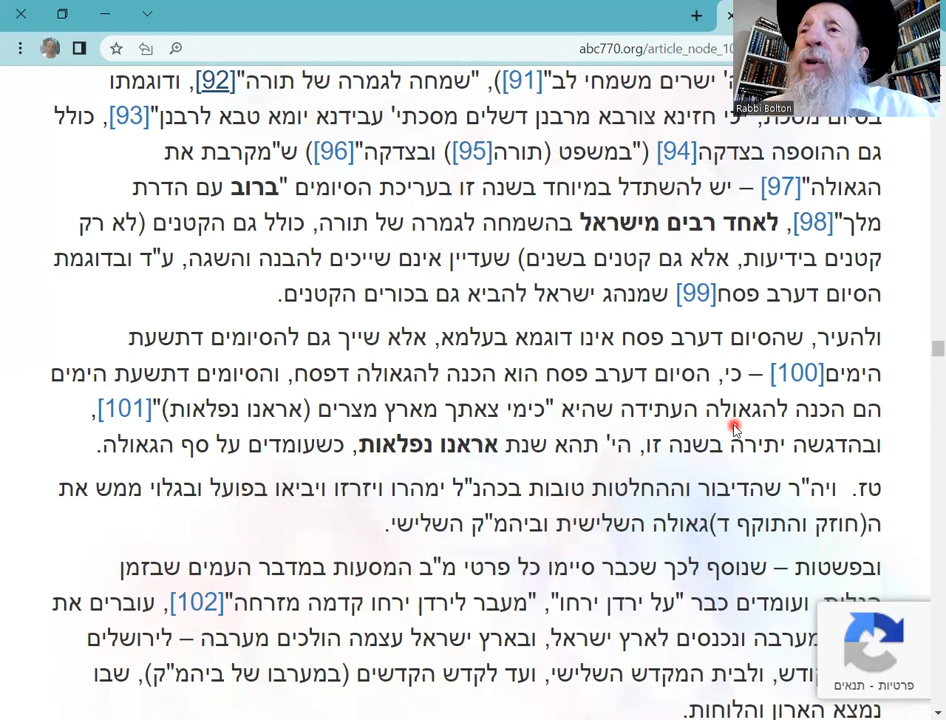 abc770.org/article_node_10
Rabbi Bolton
ה' ישרים משמחי לב"[91]), "שמחה לגמרה של תורה"[92], ודוגמתו
בסיום מסכת, "כי חזינא צורבא מרבנן דשלים מסכתי' עבידנא יומא טבא לרבנן"[93], כולל
גם ההוספה בצדקה[94] ("במשפט (תורה[95]) ובצדקה"[96]) ש"מקרבת את
הגאולה"[97] – יש להשתדל במיוחד בשנה זו בעריכת הסיומים "ברוב עם הדרת
מלך"[98], לאחד רבים מישראל בהשמחה לגמרה של תורה, כולל גם הקטנים (לא רק
קטנים בידיעות, אלא גם קטנים בשנים) שעדיין אינם שייכים להבנה והשגה, ע"ד ובדוגמת
הסיום דערב פסח[99] שמנהג ישראל להביא גם בכורים הקטנים.
ולהעיר, שהסיום דערב פסח אינו דוגמא בעלמא, אלא שייך גם להסיומים דתשעת
הימים[100] – כי, הסיום דערב פסח הוא הכנה להגאולה דפסח, והסיומים דתשעת הימים
הם הכנה להגאולה העתידה שהיא "כימי צאתך מארץ מצרים (אראנו נפלאות)"[101],
ובהדגשה יתירה בשנה זו, הי' תהא שנת אראנו נפלאות, כשעומדים על סף הגאולה.
טז. ויה"ר שהדיבור וההחלטות טובות בכהנ"ל ימהרו ויזרזו ויביאו בפועל ובגלוי ממש את
ה(חוזק והתוקף ד)גאולה השלישית וביהמ"ק השלישי.
ובפשטות – שנוסף לכך שכבר סיימו כל פרטי מ"ב המסעות במדבר העמים שבזמן
ועומדים כבר "על ירדן ירחו", "מעבר לירדן ירחו קדמה מזרחה"[102], עוברים את
מערבה ונכנסים לארץ ישראל, ובארץ ישראל עצמה הולכים מערבה – לירושלים
ולבית המקדש השלישי, ועד לקדש הקדשים (במערבו של ביהמ"ק), שבו
נמצא הארון והלוחות.
פרטיות - תנאים